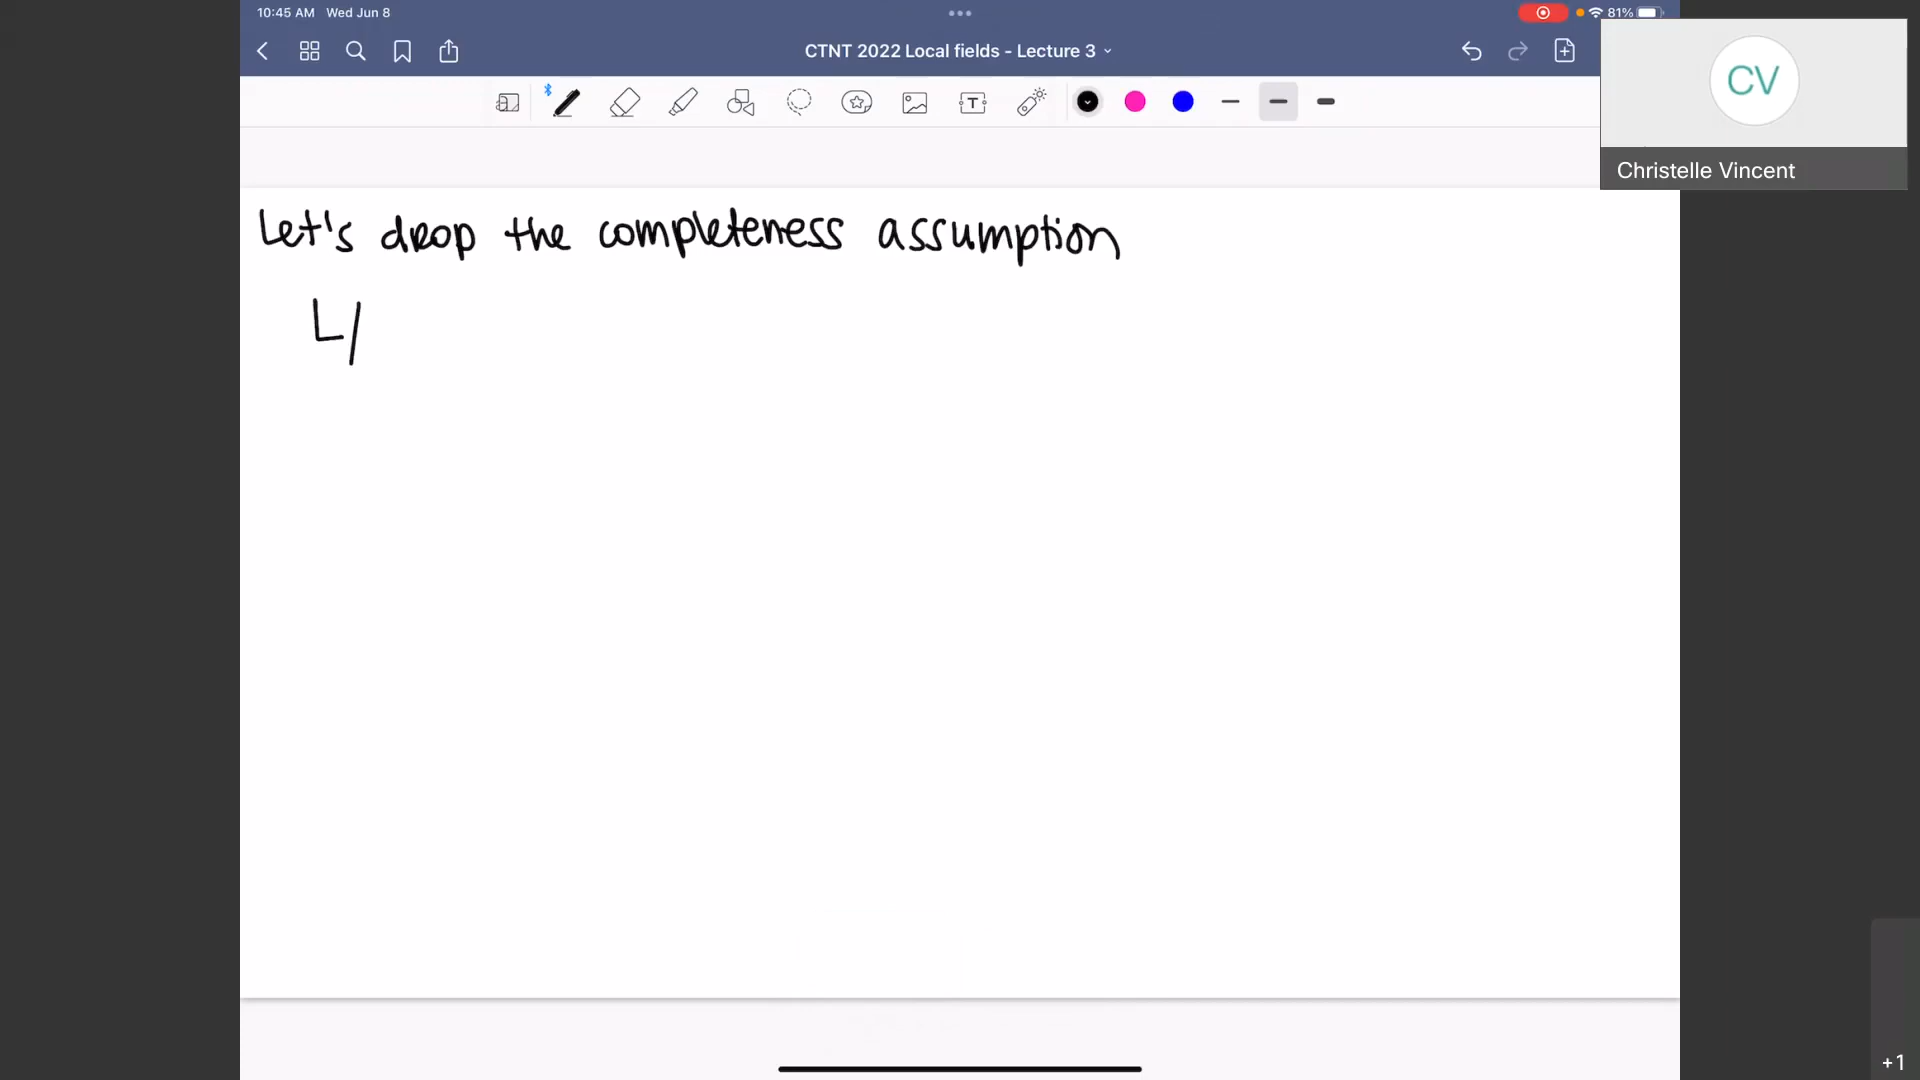 10:45 AM Wed Jun 8
81%
CTNT 2022 Local fields - Lecture 3
T
CV
Christelle Vincent
Let's drop the completeness assumption
L/
+1